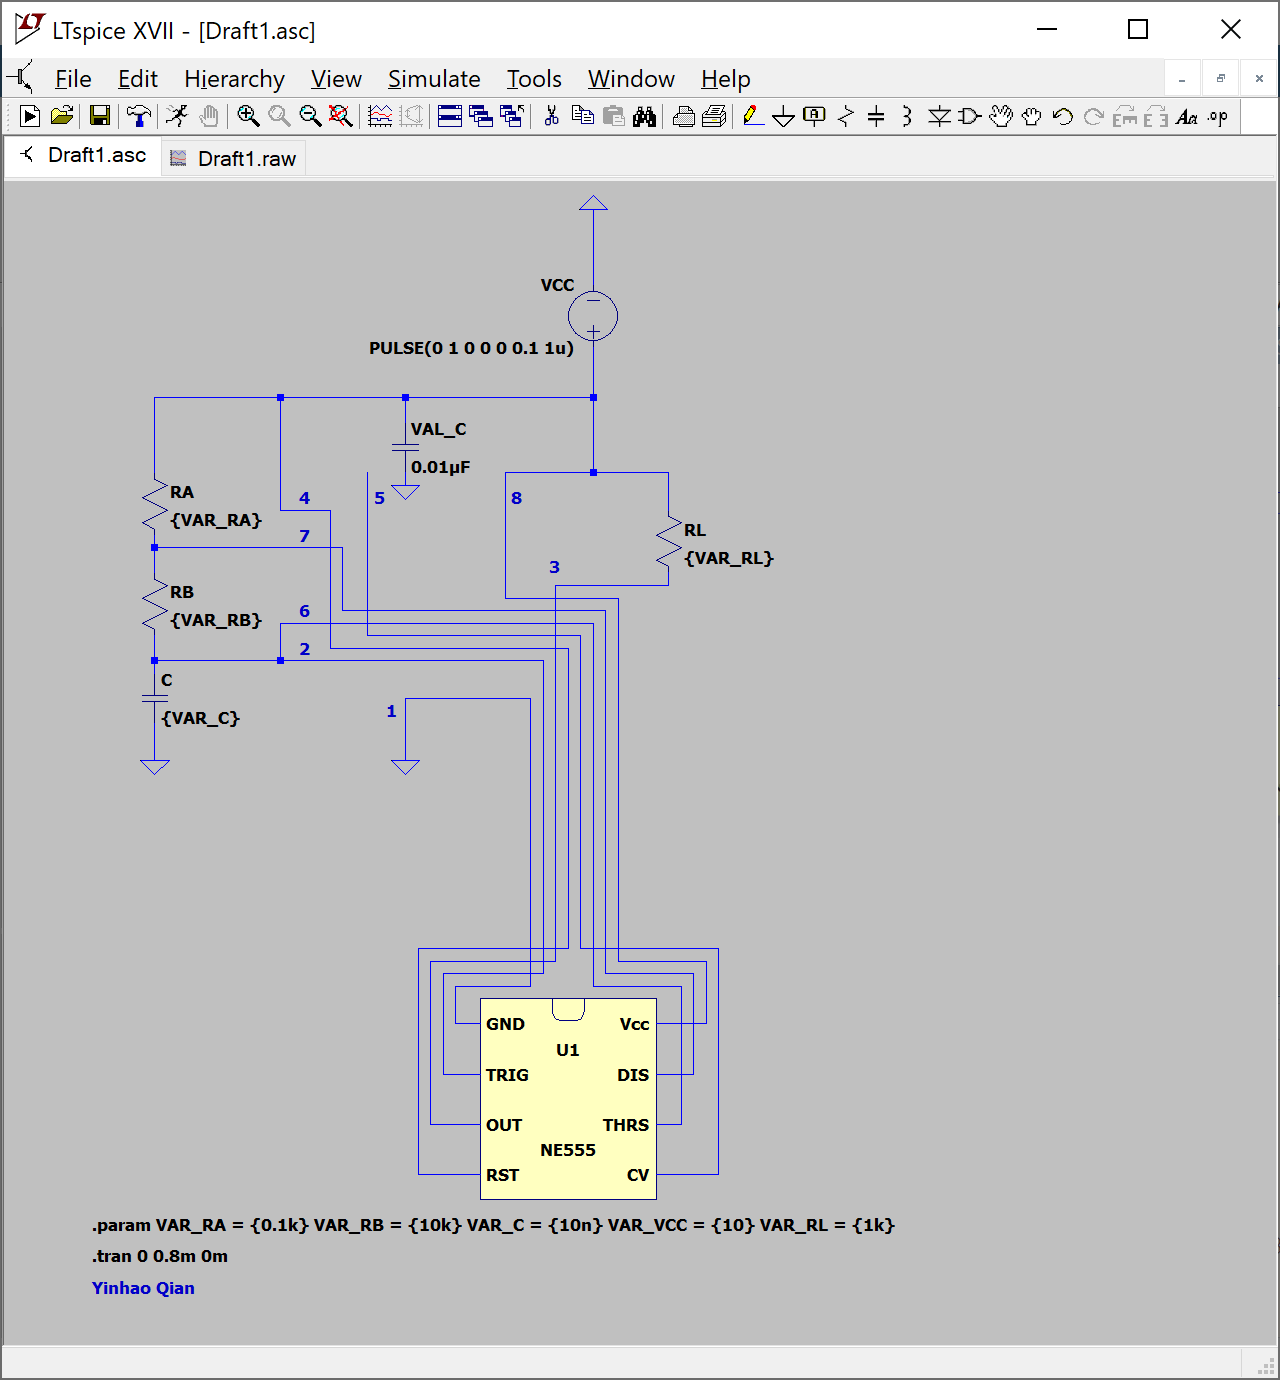 LTspice XVII - [Draft1.asc]
File Edit Hierarchy View Simulate Tools Window Help
Draft1.asc Draft1.raw
VCC
PULSE(0 1 0 0 0 0.1 1u)
VAL_C
0.01µF
RA
{VAR_RA}
4
5
8
7
RL
{VAR_RL}
3
RB
{VAR_RB}
6
2
C
{VAR_C}
1
GND
Vcc
U1
TRIG
DIS
OUT
THRS
NE555
RST
CV
.param VAR_RA = {0.1k} VAR_RB = {10k} VAR_C = {10n} VAR_VCC = {10} VAR_RL = {1k}
.tran 0 0.8m 0m
Yinhao Qian